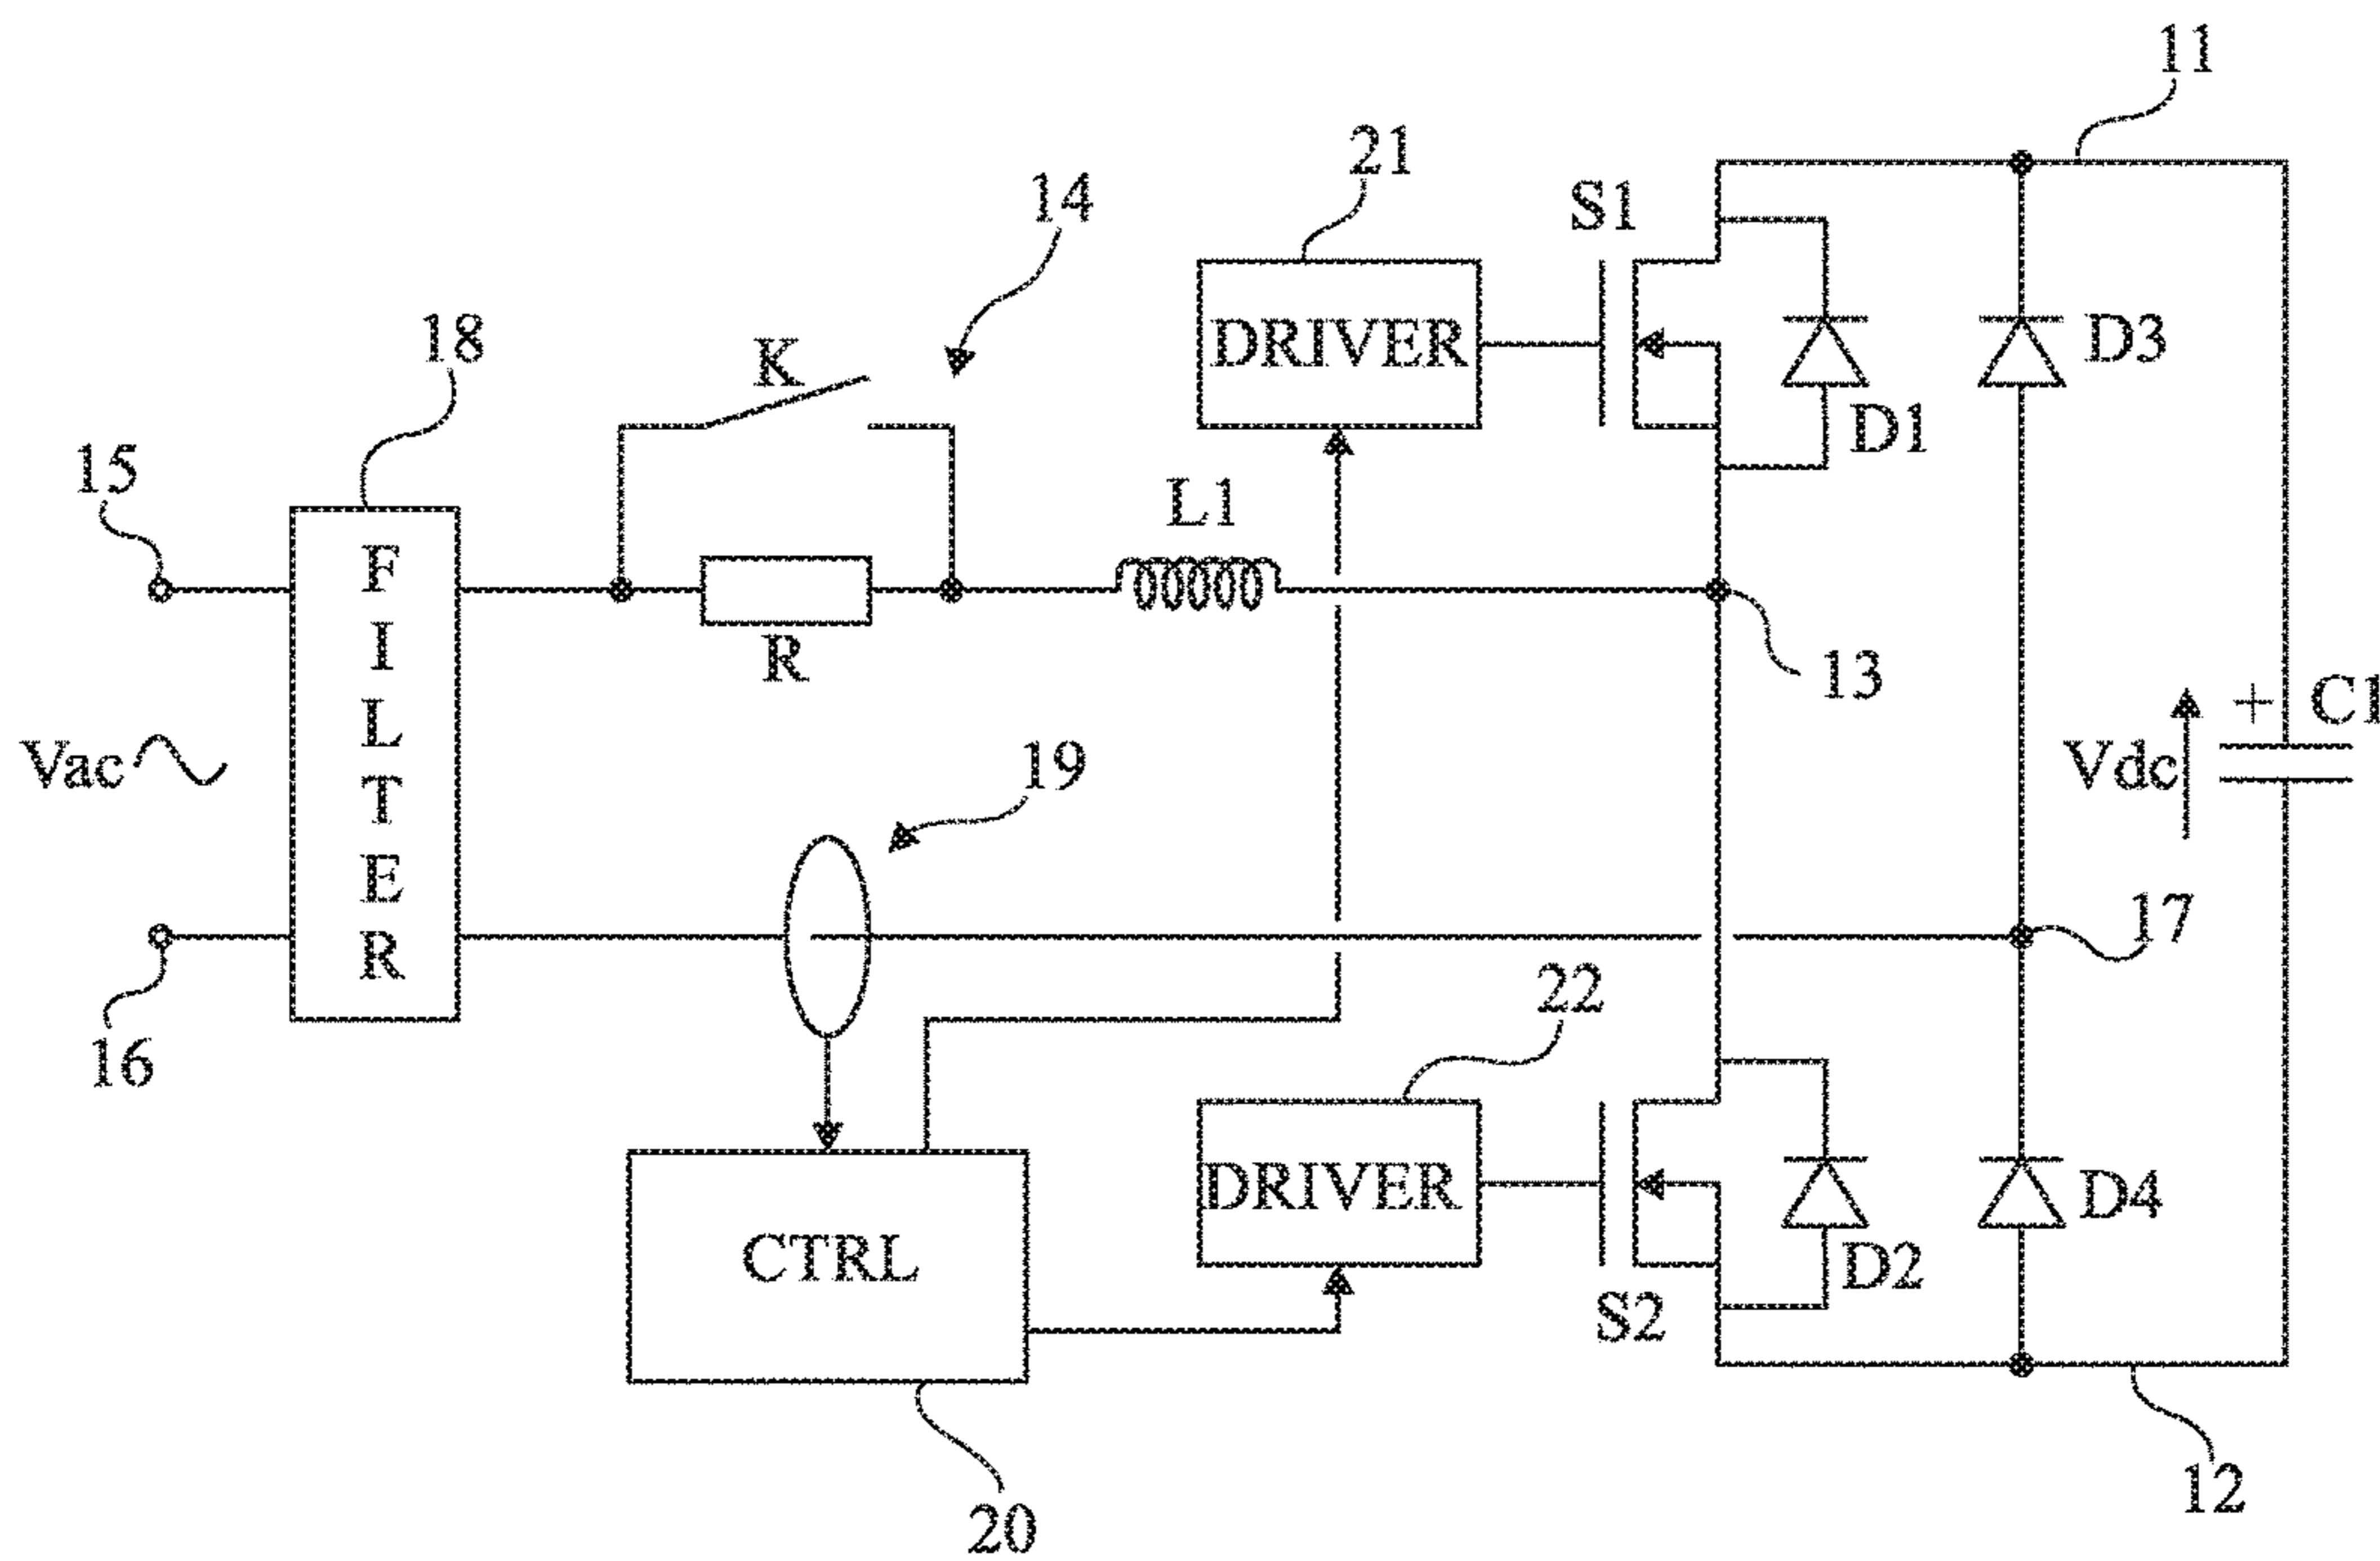 11
21
S1
14
DRIVER
D3
18
K
D1
15
L1
FILTER
R
13
+ C1
Vac
19
Vdc
17
22
16
DRIVER
D4
CTRL
D2
S2
12
20